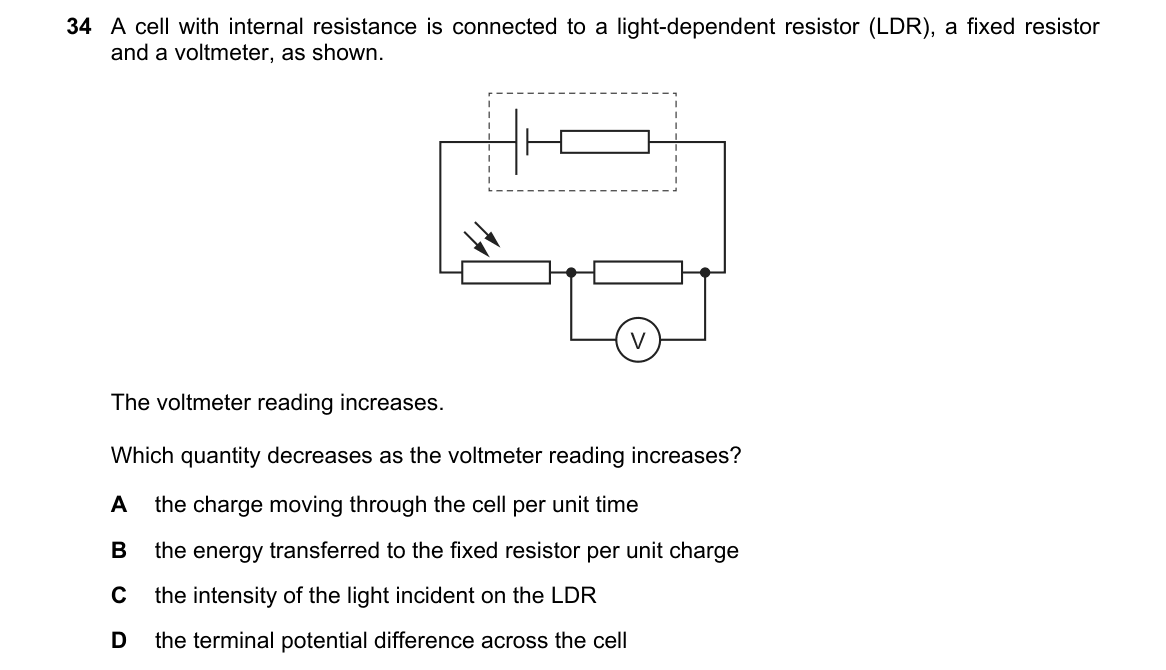 34 A cell with internal resistance is connected to a light-dependent resistor (LDR), a fixed resistor
and a voltmeter, as shown.
V
The voltmeter reading increases.
Which quantity decreases as the voltmeter reading increases?
A the charge moving through the cell per unit time
B the energy transferred to the fixed resistor per unit charge
C the intensity of the light incident on the LDR
D the terminal potential difference across the cell